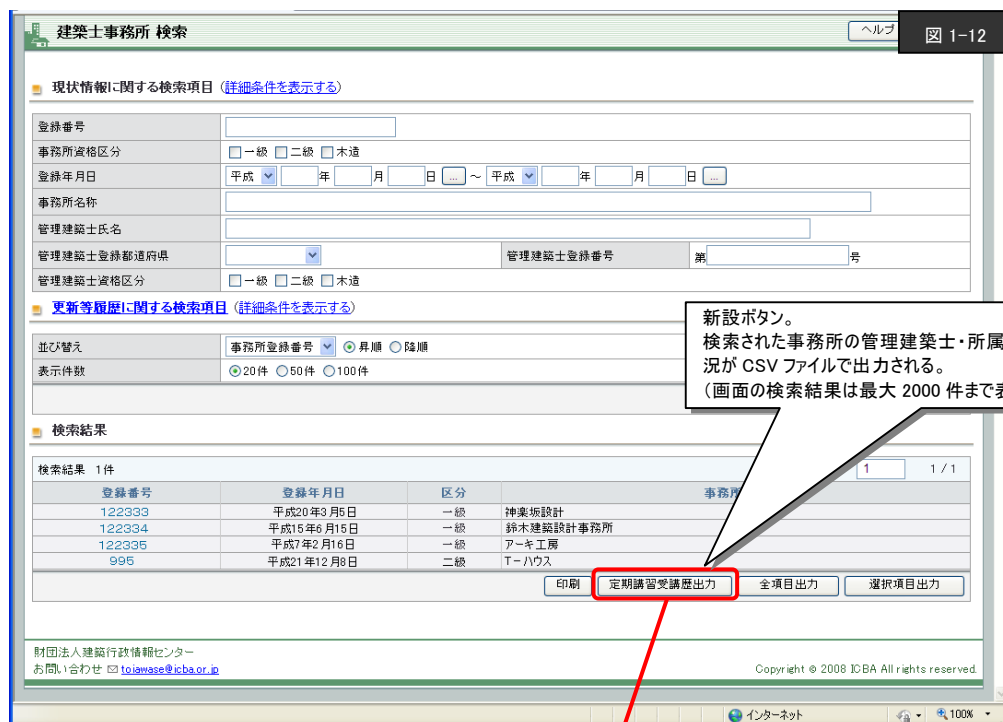 建築士事務所 検索
ヘルプ
図 1-12
現状情報に関する検索項目 (詳細条件を表示する)
登録番号
事務所資格区分 一級 二級 木造
登録年月日 平成 年 月 日 ... ～ 平成 年 月 日 ...
事務所名称
管理建築士氏名
管理建築士登録都道府県 管理建築士登録番号 第 号
管理建築士資格区分 一級 二級 木造
更新等履歴に関する検索項目 (詳細条件を表示する)
並び替え 事務所登録番号 昇順 降順
表示件数 20件 50件 100件
新設ボタン。
検索された事務所の管理建築士・所属
況が CSV ファイルで出力される。
（画面の検索結果は最大 2000 件まで表
検索結果
検索結果 1件 1 1 / 1
登録番号 登録年月日 区分 事務所
122333 平成20年3月5日 一級 神楽坂設計
122334 平成15年6月15日 一級 鈴木建築設計事務所
122335 平成7年2月16日 一級 アーキ工房
995 平成21年12月8日 二級 T－ハウス
印刷 定期講習受講歴出力 全項目出力 選択項目出力
財団法人建築行政情報センター
お問い合わせ toiawase@icba.or.jp
Copyright © 2008 ICBA All rights reserved.
インターネット 100%